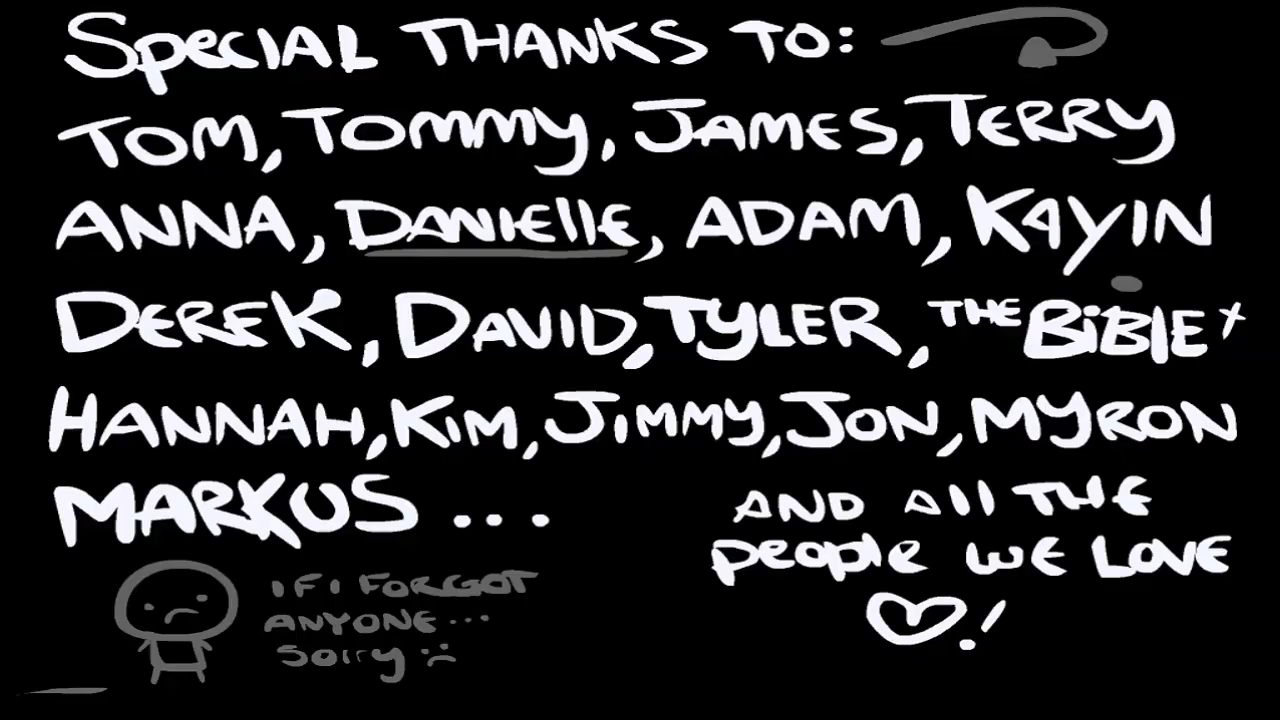 Special THANKS TO:
TOM, TOMMY, JAMES, TERRY
ANNA, DANIElle, ADAM, KAYIN
DEREK, DAVID, TYLER, THE BiBLE
HANNAH, KiM, JiMMY, JON, MYRON
MARKUS...
AND All THE
people WE LOVE
♡!
IF I FORGOT
ANYONE...
Sorry :(